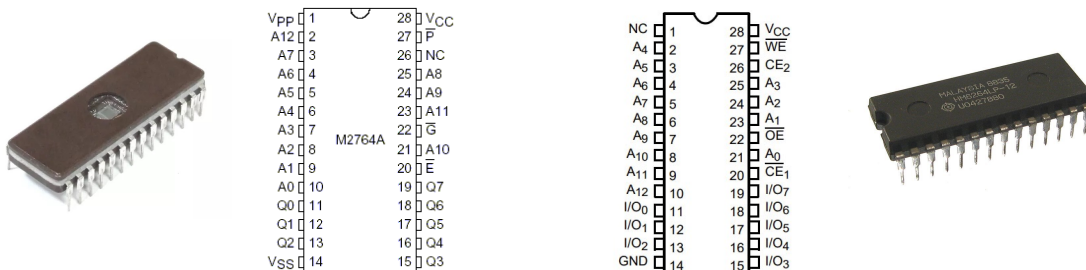 VPP 1 28 VCC
A12 2 27 P̅
A7 3 26 NC
A6 4 25 A8
A5 5 24 A9
A4 6 23 A11
A3 7 22 G̅
M2764A
A2 8 21 A10
A1 9 20 E̅
A0 10 19 Q7
Q0 11 18 Q6
Q1 12 17 Q5
Q2 13 16 Q4
VSS 14 15 Q3
NC 1 28 VCC
A4 2 27 W̅E̅
A5 3 26 CE2
A6 4 25 A3
A7 5 24 A2
A8 6 23 A1
A9 7 22 O̅E̅
A10 8 21 A0
A11 9 20 C̅E̅1
A12 10 19 I/O7
I/O0 11 18 I/O6
I/O1 12 17 I/O5
I/O2 13 16 I/O4
GND 14 15 I/O3
MALAYSIA 8835
HM6264LP-12
U0427BB0